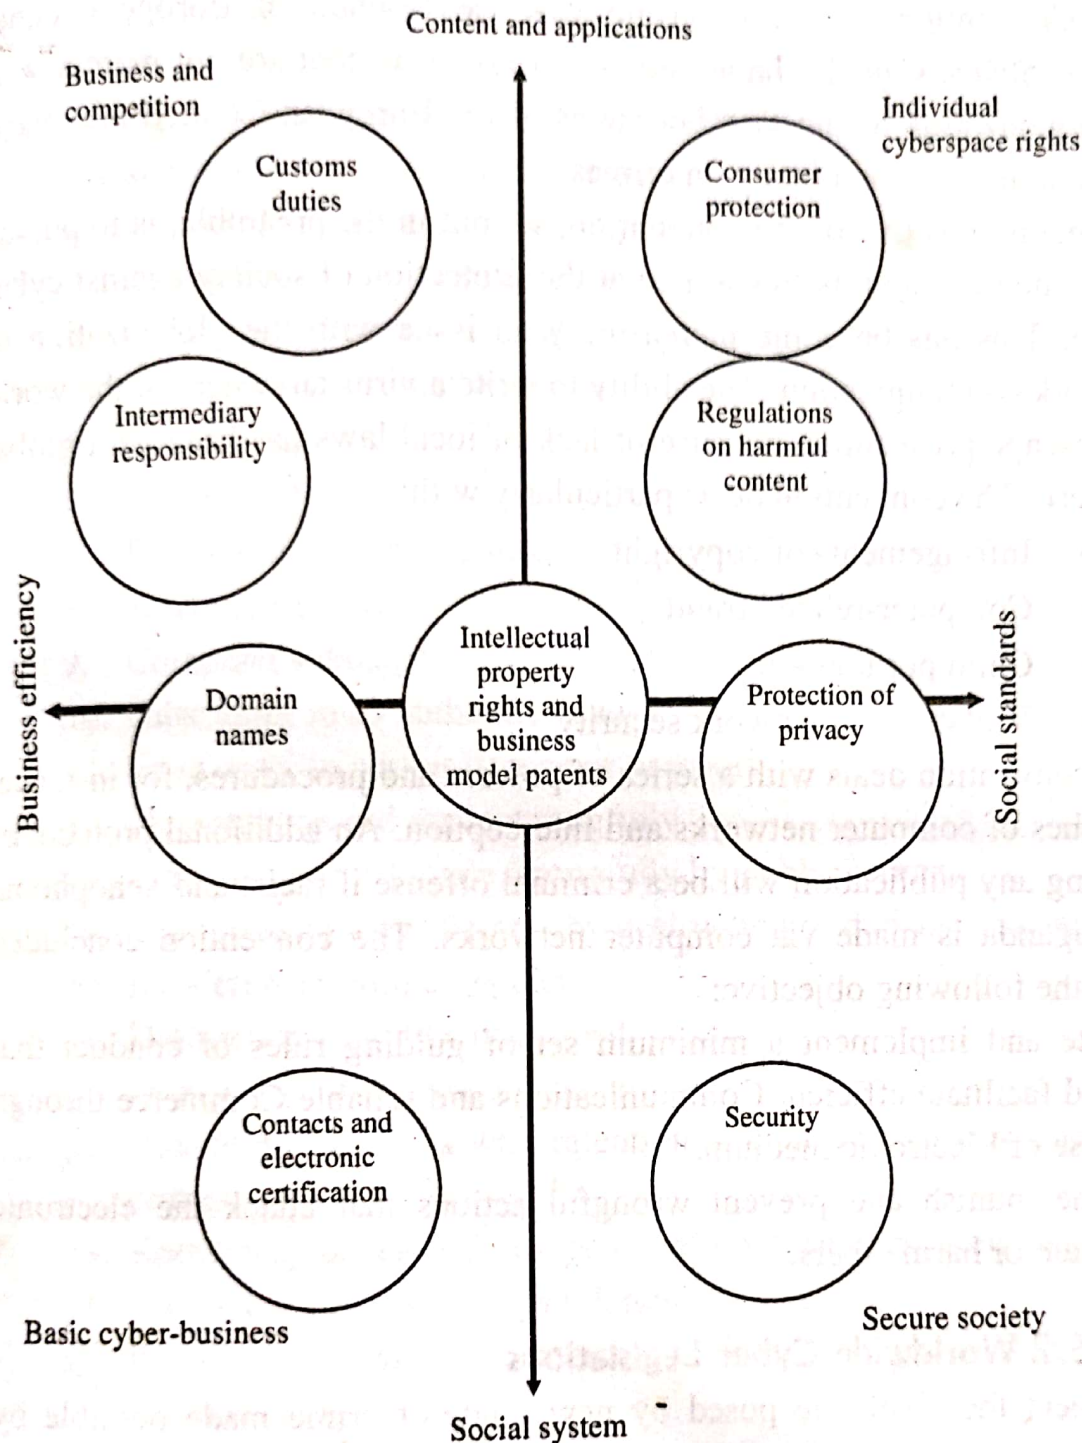 Content and applications
Business and
competition
Individual
cyberspace rights
Customs
duties
Consumer
protection
Intermediary
responsibility
Regulations
on harmful
content
Business efficiency
Domain
names
Intellectual
property
rights and
business
model patents
Protection of
privacy
Social standards
Contacts and
electronic
certification
Security
Basic cyber-business
Secure society
Social system